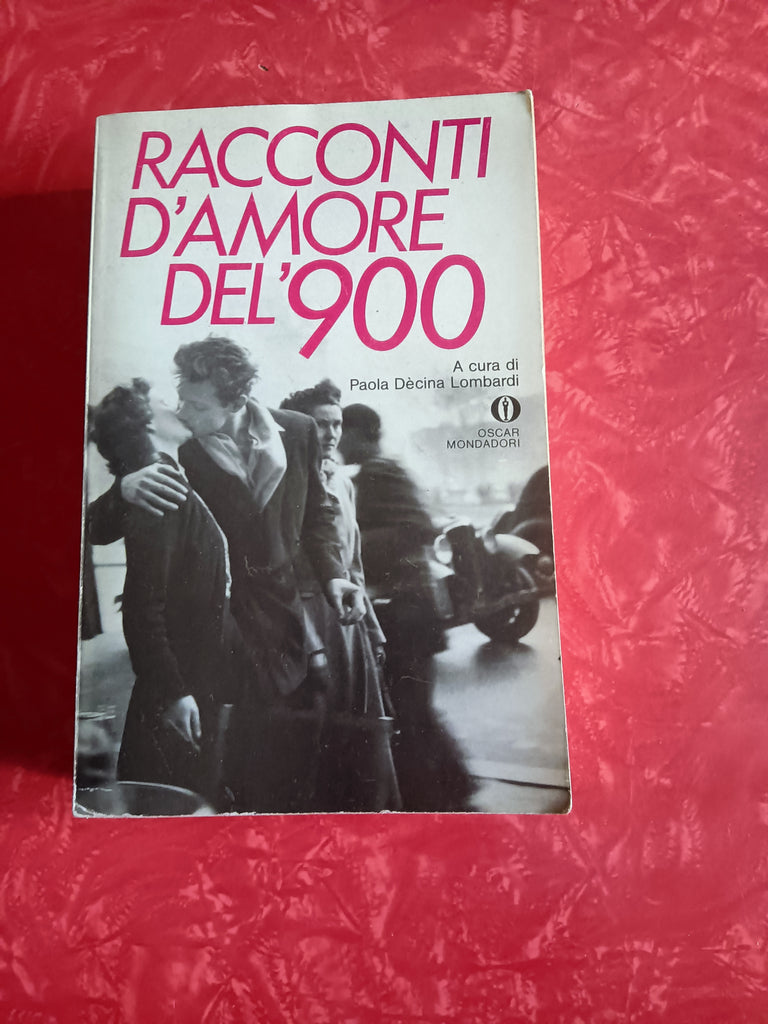 RACCONTI
D'AMORE
DEL'900
A cura di
Paola Dècina Lombardi
OSCAR
MONDADORI